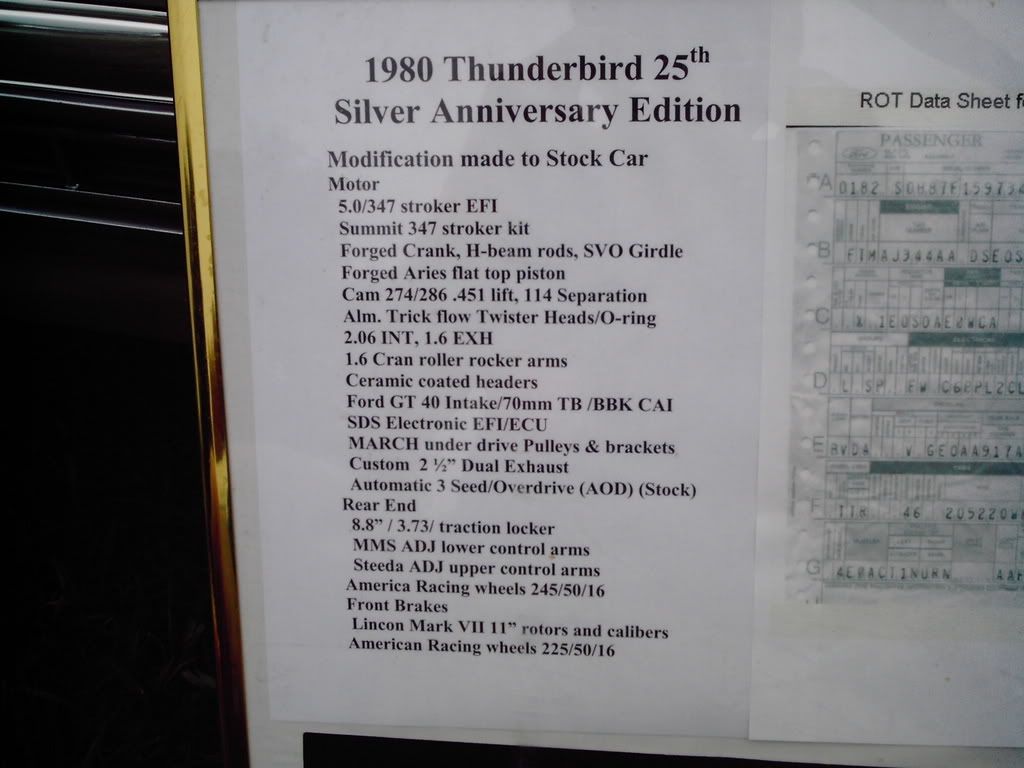 1980 Thunderbird 25th
Silver Anniversary Edition
Modification made to Stock Car
Motor
5.0/347 stroker EFI
Summit 347 stroker kit
Forged Crank, H-beam rods, SVO Girdle
Forged Aries flat top piston
Cam 274/286 .451 lift, 114 Separation
Alm. Trick flow Twister Heads/O-ring
2.06 INT, 1.6 EXH
1.6 Cran roller rocker arms
Ceramic coated headers
Ford GT 40 Intake/70mm TB /BBK CAI
SDS Electronic EFI/ECU
MARCH under drive Pulleys & brackets
Custom 2 ½” Dual Exhaust
Automatic 3 Seed/Overdrive (AOD) (Stock)
Rear End
8.8” / 3.73/ traction locker
MMS ADJ lower control arms
Steeda ADJ upper control arms
America Racing wheels 245/50/16
Front Brakes
Lincon Mark VII 11” rotors and calibers
American Racing wheels 225/50/16
ROT Data Sheet
PASSENGER
Ford
A 0182
B
C
D L SP FW
E BVDA V
F 46
G